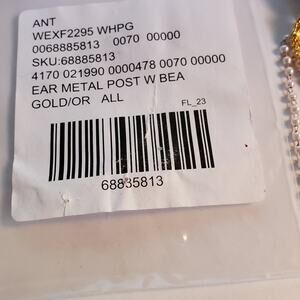 ANT
WEXF2295 WHPG
0068885813 0070 00000
SKU:68885813
4170 021990 0000478 0070 00000
EAR METAL POST W BEA
GOLD/OR ALL
FL_23
68885813